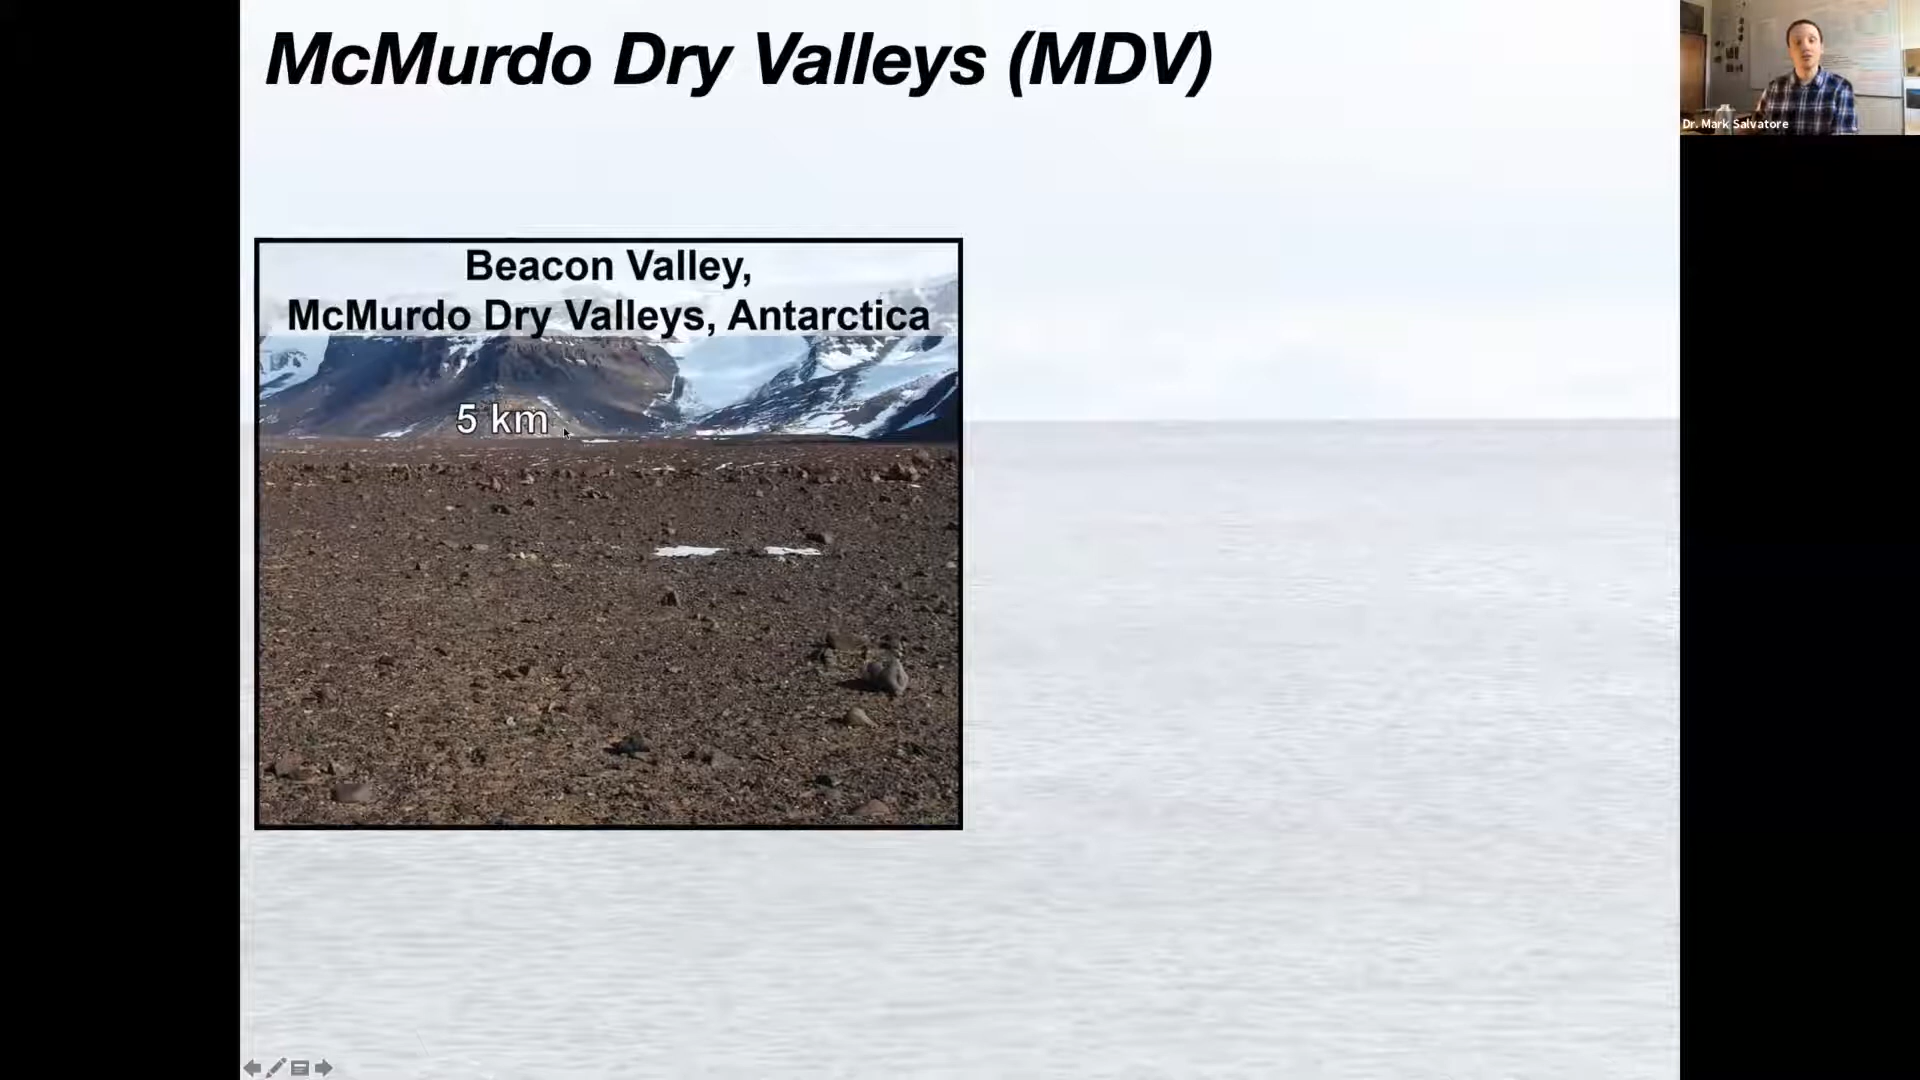 McMurdo Dry Valleys (MDV)
Dr. Mark Salvatore
Beacon Valley,
McMurdo Dry Valleys, Antarctica
5 km